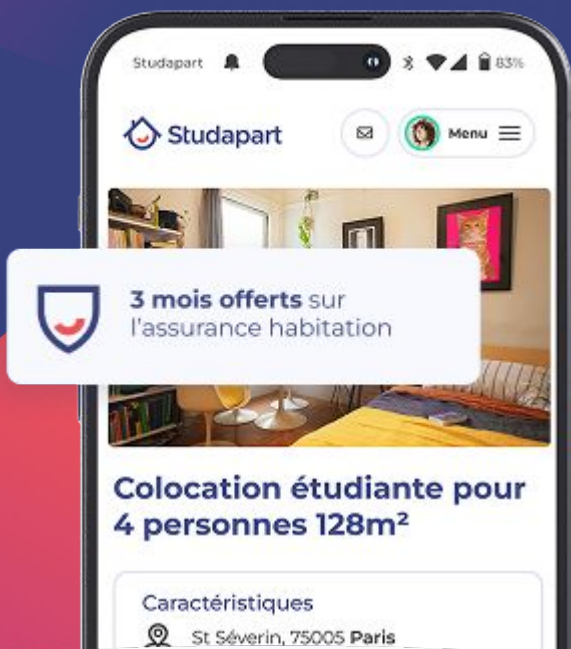 Studapart 83%
Studapart Menu
3 mois offerts sur
l'assurance habitation
Colocation étudiante pour
4 personnes 128m²
Caractéristiques
St Séverin, 75005 Paris